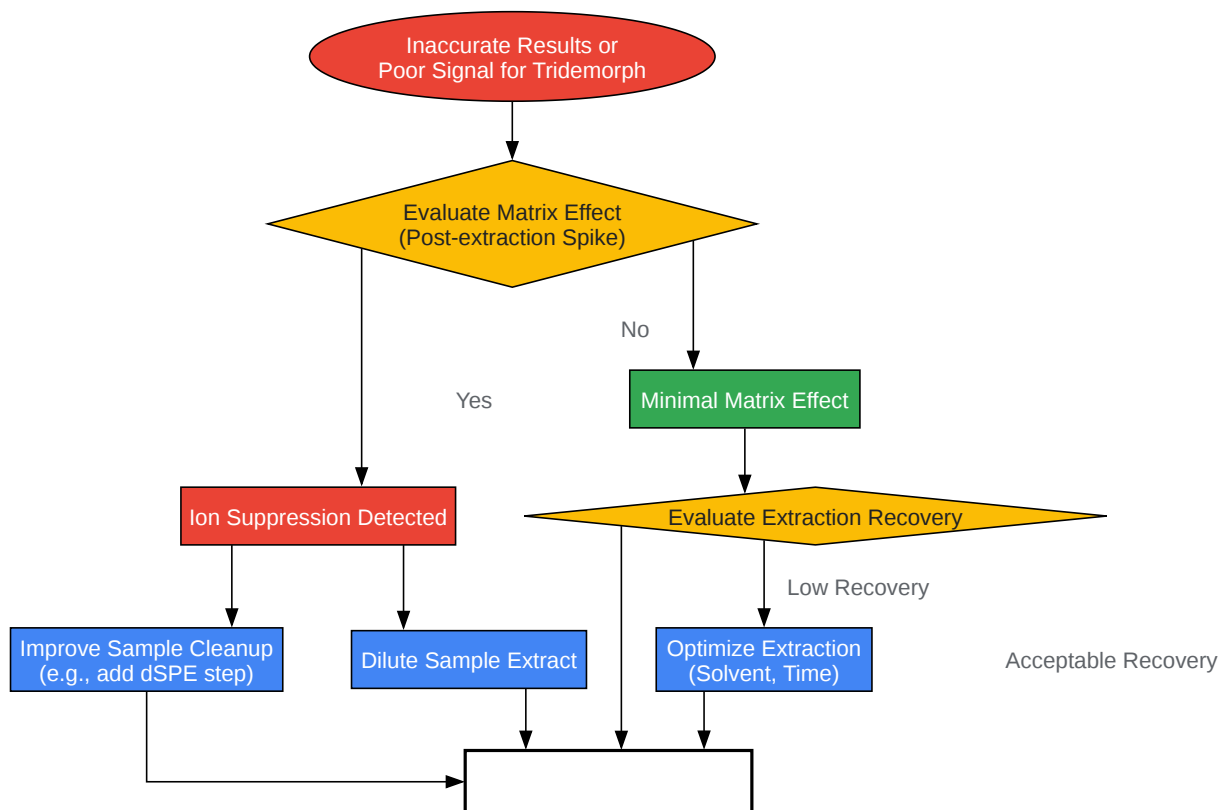 Inaccurate Results or
Poor Signal for Tridemorph
Evaluate Matrix Effect
(Post-extraction Spike)
No
Yes
Minimal Matrix Effect
Ion Suppression Detected
Evaluate Extraction Recovery
Low Recovery
Improve Sample Cleanup
(e.g., add dSPE step)
Dilute Sample Extract
Optimize Extraction
(Solvent, Time)
Acceptable Recovery